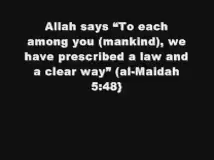 Allah says “To each
among you (mankind), we
have prescribed a law and
a clear way” (al-Maidah
5:48}